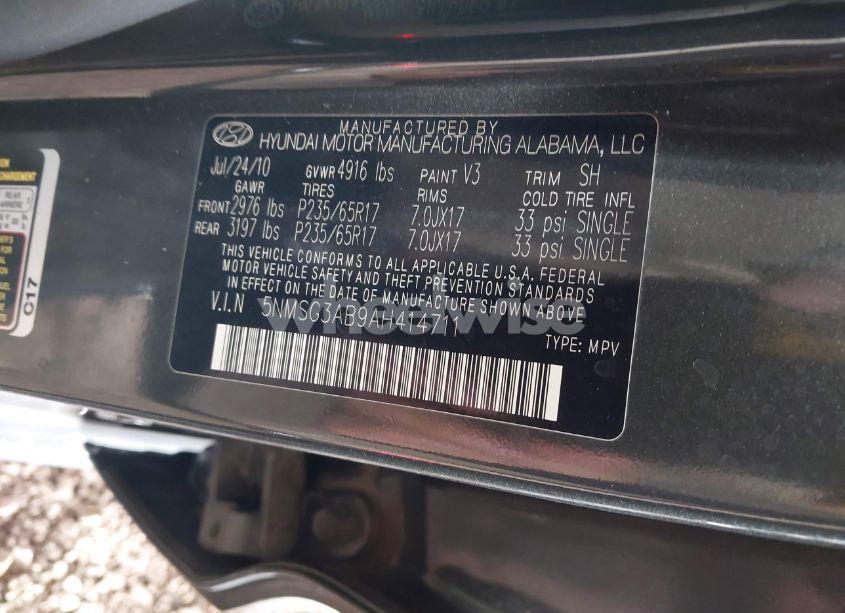 MANUFACTURED BY
HYUNDAI MOTOR MANUFACTURING ALABAMA, LLC
Jul/24/10 GVWR 4916 lbs PAINT V3 TRIM SH
GAWR TIRES RIMS COLD TIRE INFL
FRONT 2976 lbs P235/65R17 7.0JX17 33 psi SINGLE
REAR 3197 lbs P235/65R17 7.0JX17 33 psi SINGLE
THIS VEHICLE CONFORMS TO ALL APPLICABLE U.S.A. FEDERAL
MOTOR VEHICLE SAFETY AND THEFT PREVENTION STANDARDS
IN EFFECT ON THE DATE OF MANUFACTURE SHOWN ABOVE
V.I.N 5NMSG3AB9AH414711
TYPE: MPV
wheelwise
REAR
C17